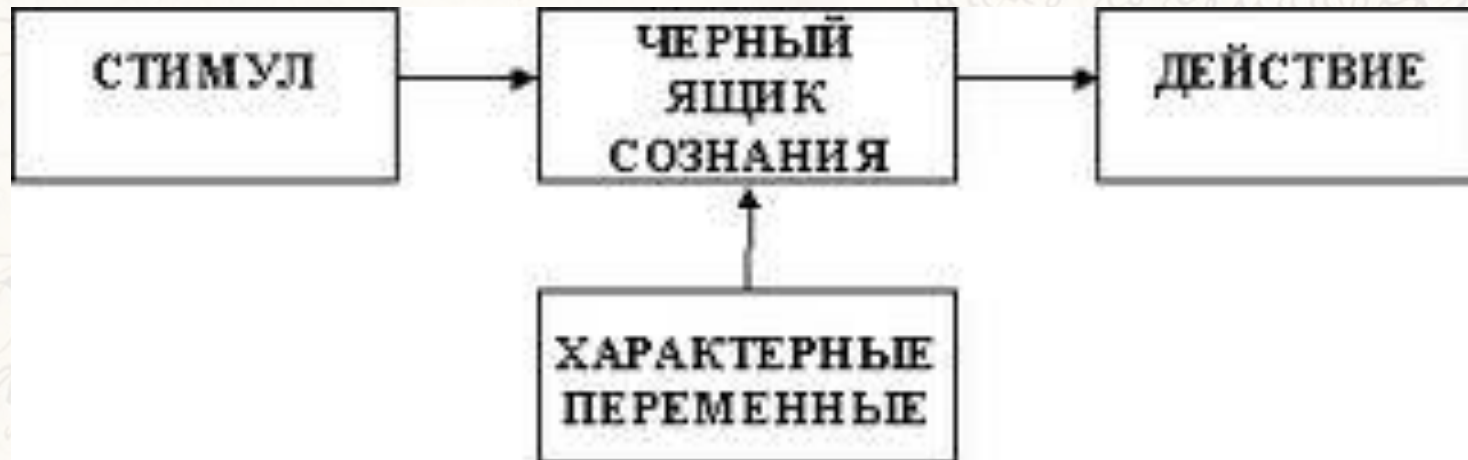 СТИМУЛ
ЧЕРНЫЙ
ЯЩИК
СОЗНАНИЯ
ДЕЙСТВИЕ
ХАРАКТЕРНЫЕ
ПЕРЕМЕННЫЕ